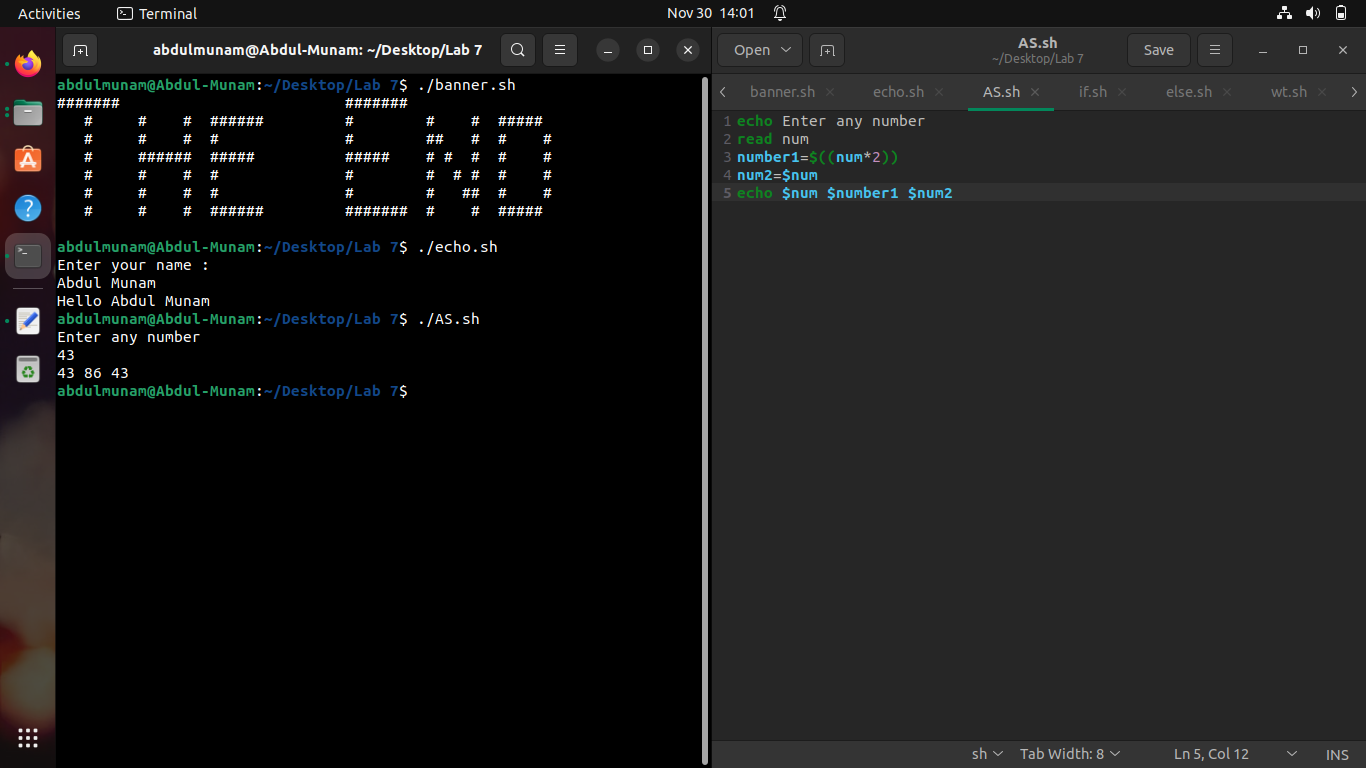 Activities Terminal Nov 30 14:01
abdulmunam@Abdul-Munam: ~/Desktop/Lab 7
abdulmunam@Abdul-Munam:~/Desktop/Lab 7$ ./banner.sh
#######                         #######
   #     #    #  ######         #        #    #  #####
   #     #    #  #              #        ##   #  #    #
   #     ######  #####          #####    # #  #  #    #
   #     #    #  #              #        #  # #  #    #
   #     #    #  #              #        #   ##  #    #
   #     #    #  ######         #######  #    #  #####
abdulmunam@Abdul-Munam:~/Desktop/Lab 7$ ./echo.sh
Enter your name :
Abdul Munam
Hello Abdul Munam
abdulmunam@Abdul-Munam:~/Desktop/Lab 7$ ./AS.sh
Enter any number
43
43 86 43
abdulmunam@Abdul-Munam:~/Desktop/Lab 7$
Open AS.sh Save
~/Desktop/Lab 7
banner.sh echo.sh AS.sh if.sh else.sh wt.sh
1 echo Enter any number
2 read num
3 number1=$((num*2))
4 num2=$num
5 echo $num $number1 $num2
sh Tab Width: 8 Ln 5, Col 12 INS